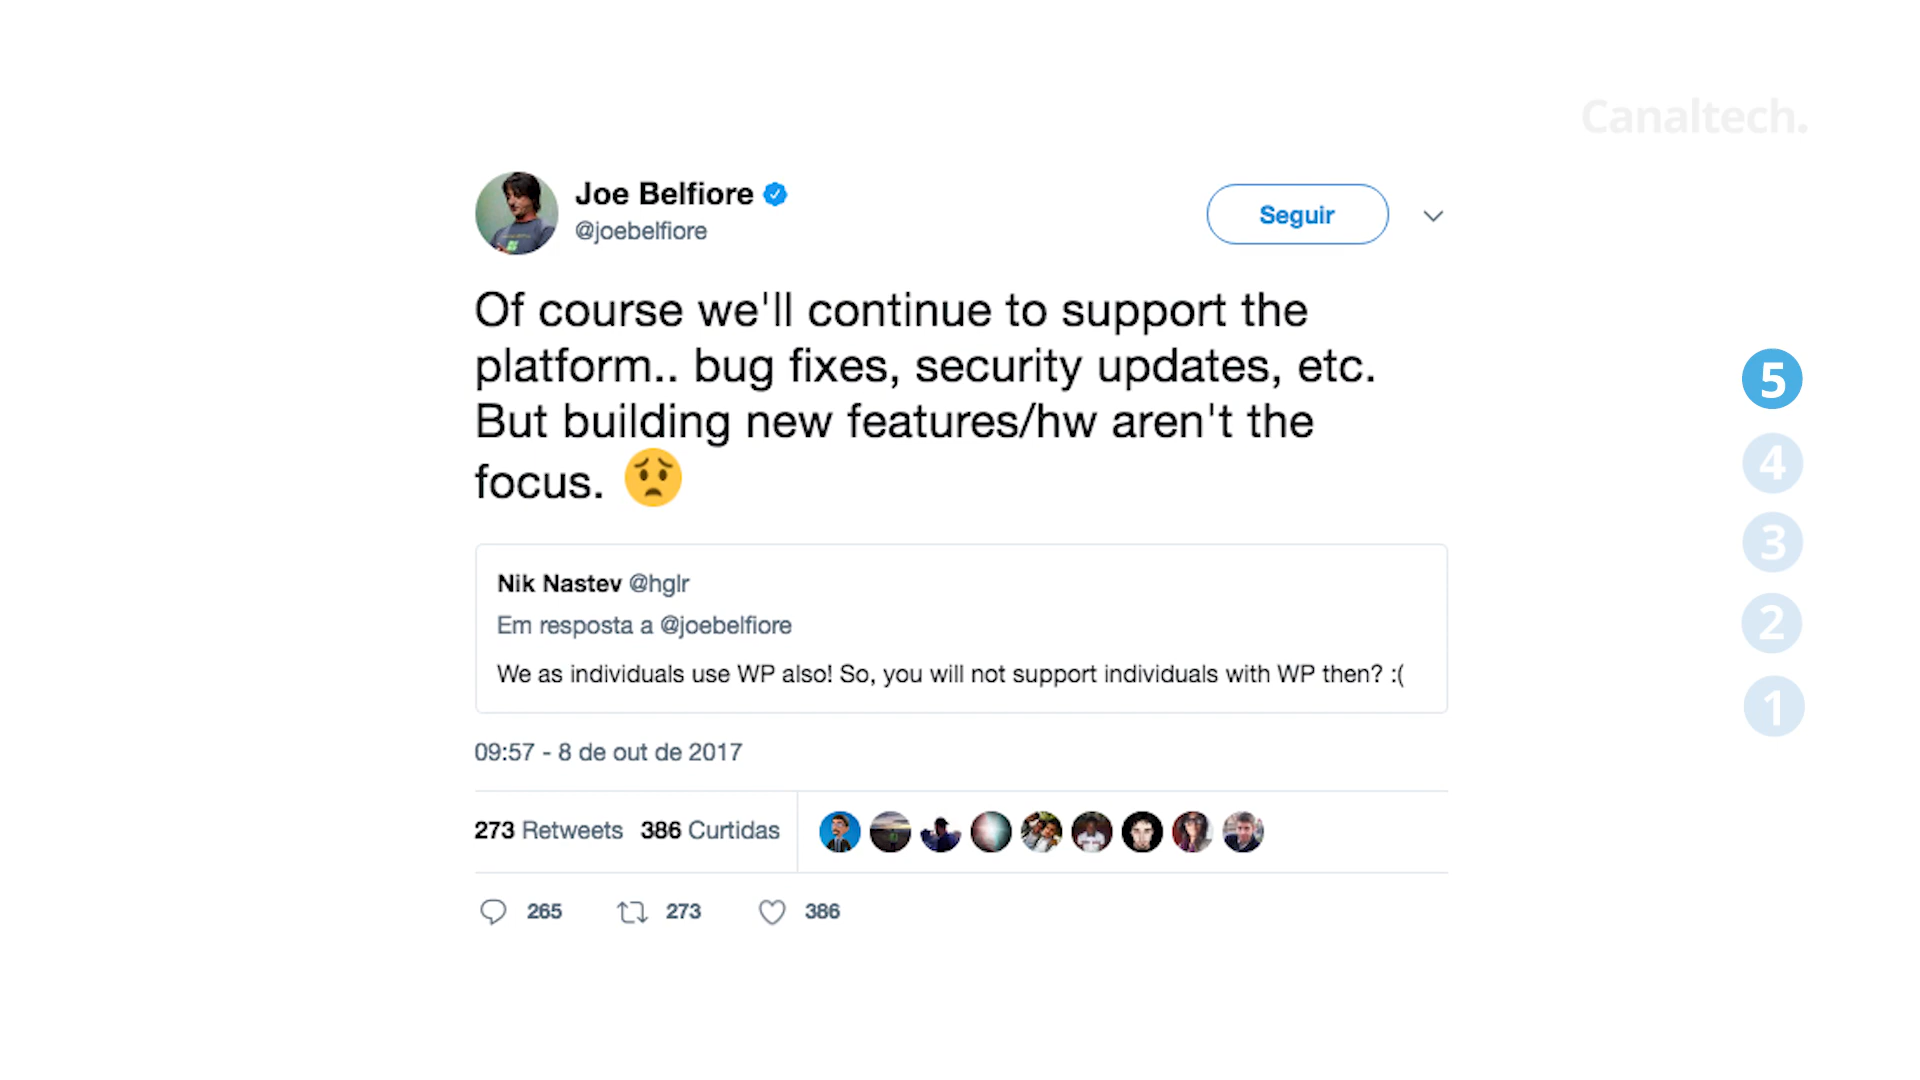 Canaltech.
Joe Belfiore
@joebelfiore
Seguir
Of course we'll continue to support the
platform.. bug fixes, security updates, etc.
But building new features/hw aren't the
focus. 😟
Nik Nastev @hglr
Em resposta a @joebelfiore
We as individuals use WP also! So, you will not support individuals with WP then? :(
09:57 - 8 de out de 2017
273 Retweets 386 Curtidas
265 273 386
5
4
3
2
1